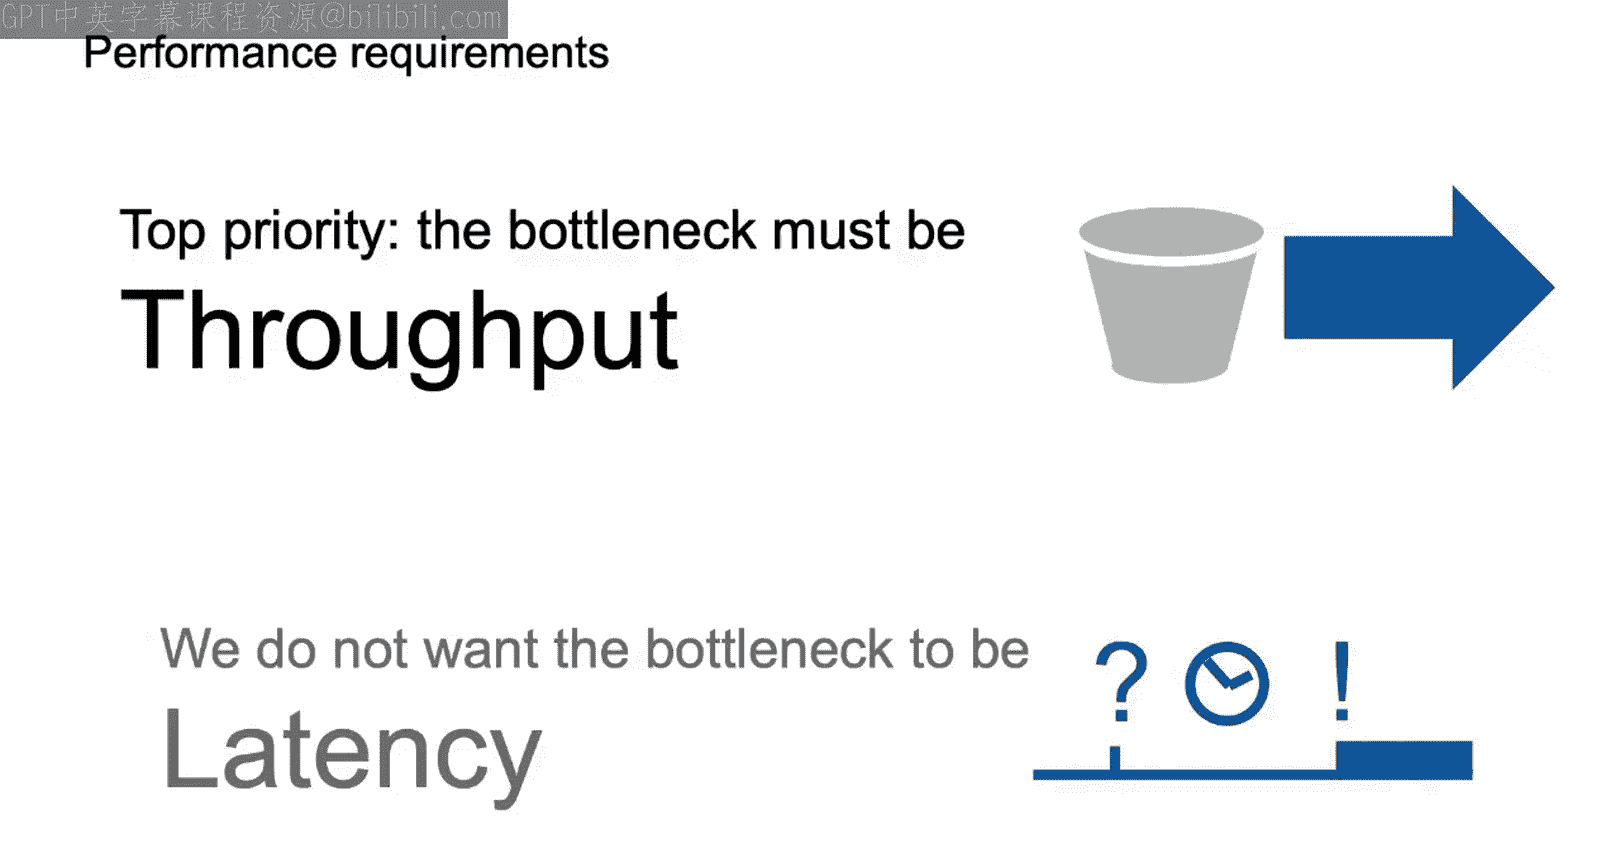 GPT中英字幕课程资源@bilibili.com
Performance requirements
Top priority: the bottleneck must be
Throughput
We do not want the bottleneck to be
Latency
? !